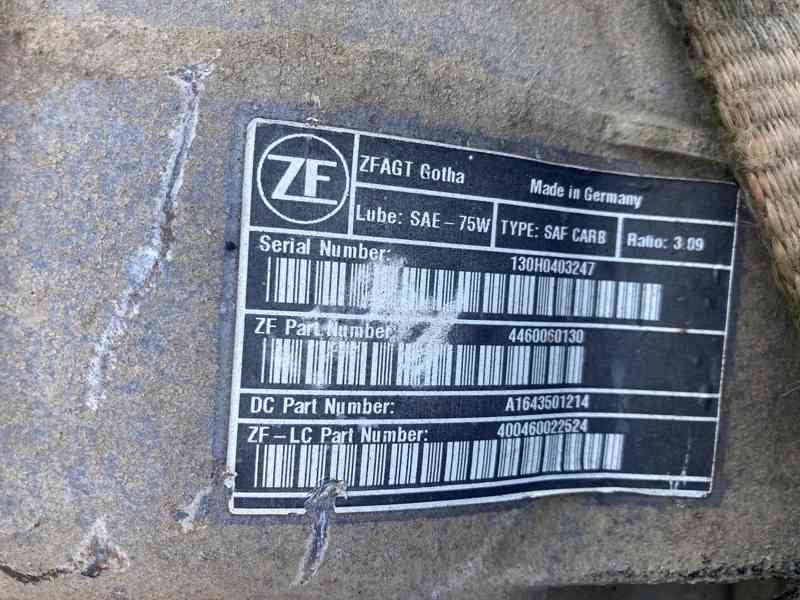 ZF
ZFAGT Gotha
Made in Germany
Lube: SAE-75W
TYPE: SAF CARB
Ratio: 3.09
Serial Number:
130H0403247
ZF Part Number:
4460060130
DC Part Number:
A1643501214
ZF-LC Part Number:
400460022524